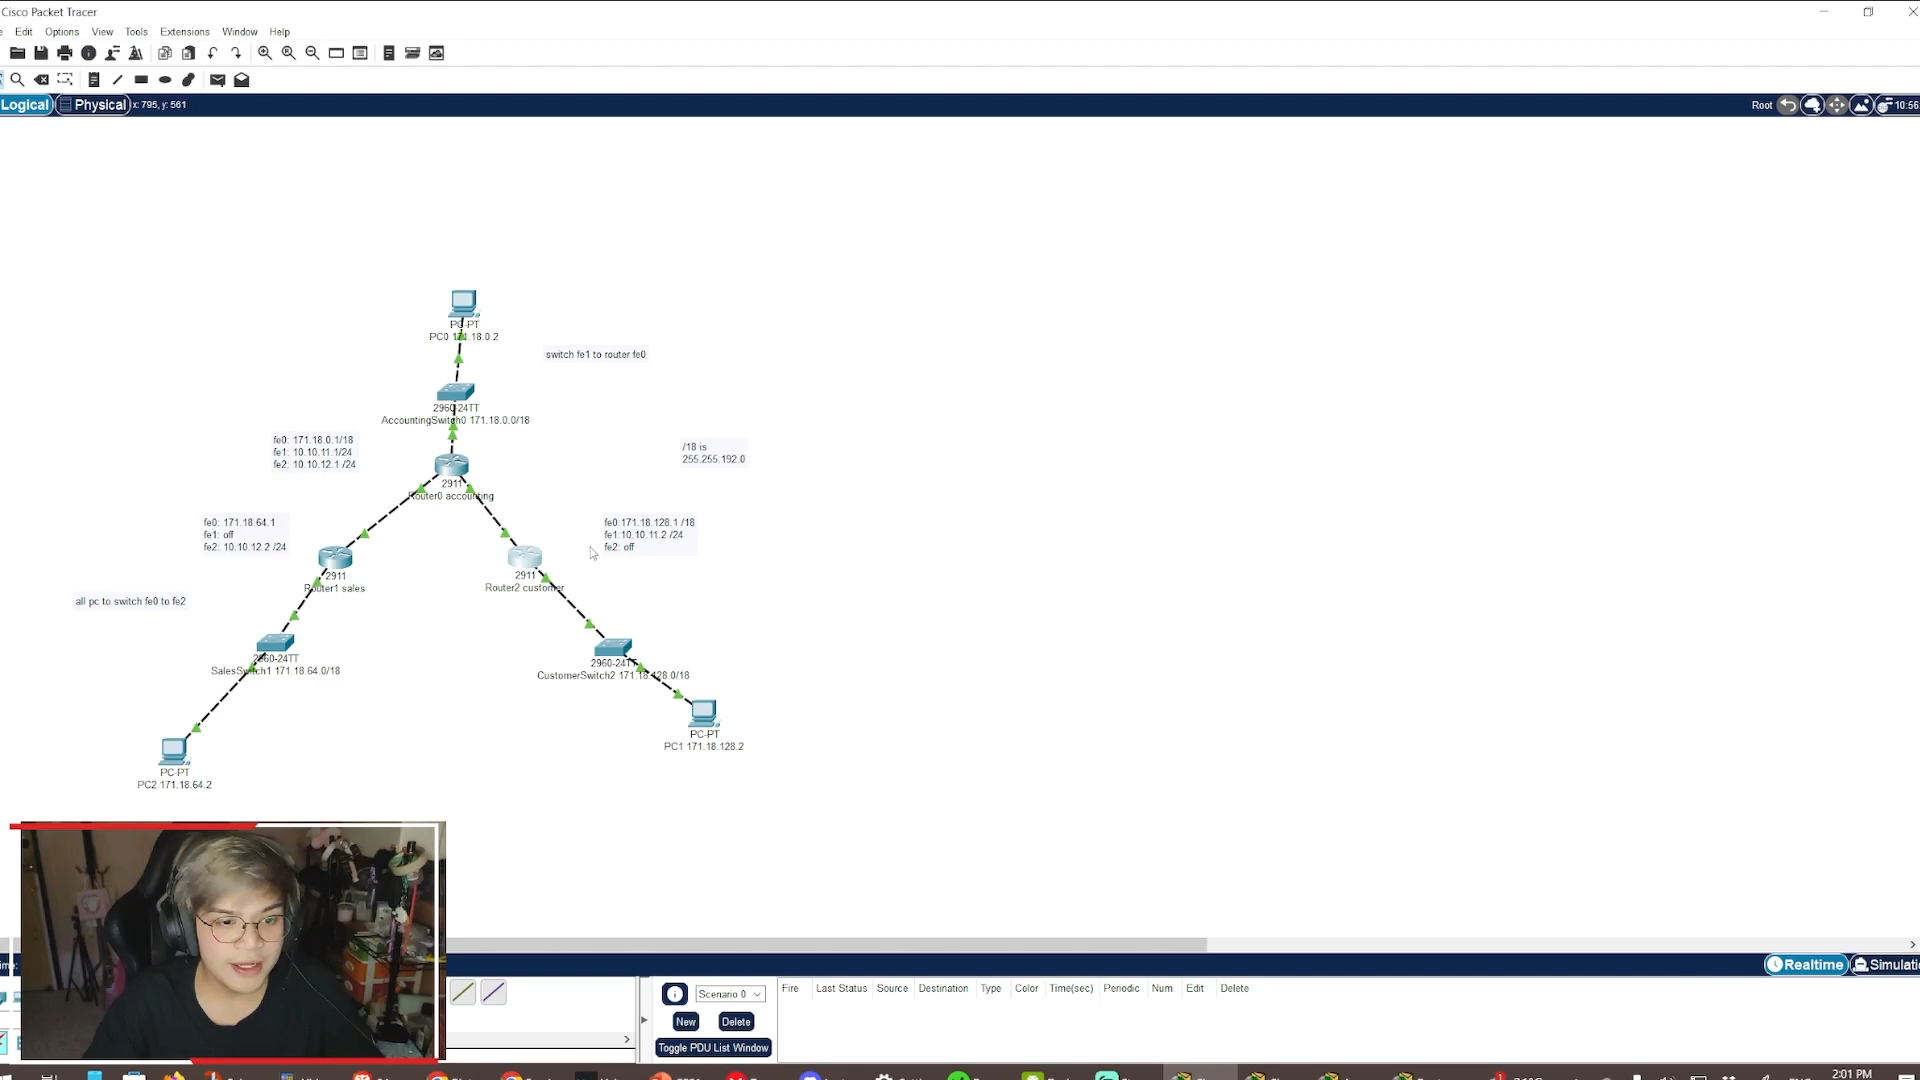 Cisco Packet Tracer
Edit Options View Tools Extensions Window Help
Logical Physical x: 795, y: 561
Root 10:56
PC-PT
PC0 171.18.0.2
switch fe1 to router fe0
2960-24TT
AccountingSwitch0 171.18.0.0/18
fe0: 171.18.0.1/18
fe1: 10.10.11.1/24
fe2: 10.10.12.1 /24
/18 is
255.255.192.0
2911
Router0 accounting
fe0: 171.18.64.1
fe1: off
fe2: 10.10.12.2 /24
fe0:171.18.128.1 /18
fe1:10.10.11.2 /24
fe2: off
2911
Router1 sales
2911
Router2 customer
all pc to switch fe0 to fe2
2960-24TT
SalesSwitch1 171.18.64.0/18
2960-24TT
CustomerSwitch2 171.18.128.0/18
PC-PT
PC1 171.18.128.2
PC-PT
PC2 171.18.64.2
Realtime Simulati
Scenario 0
New Delete
Toggle PDU List Window
Fire Last Status Source Destination Type Color Time(sec) Periodic Num Edit Delete
2:01 PM